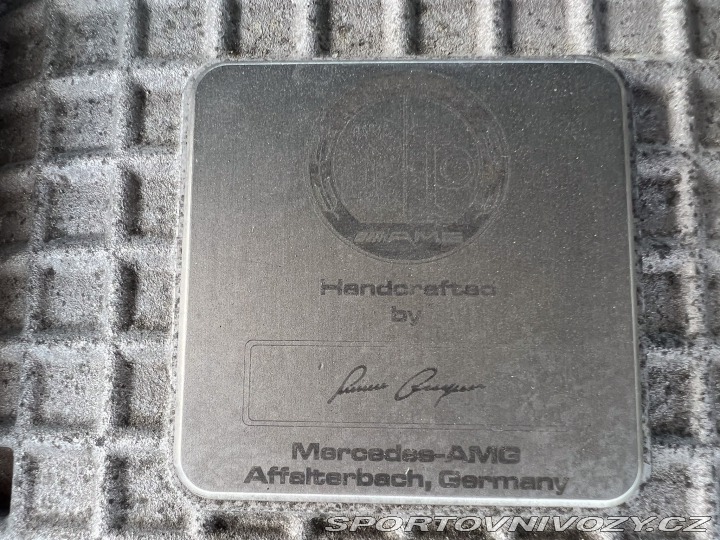 AMG
Handcrafted
by
Mercedes-AMG
Affalterbach, Germany
SPORTOVNIVOZY.CZ